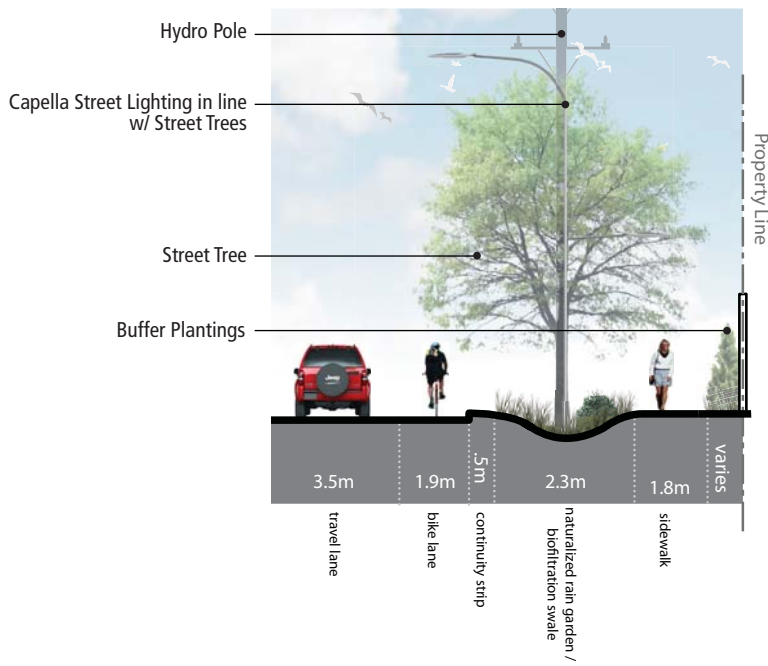 Hydro Pole
Capella Street Lighting in line
w/ Street Trees
Street Tree
Buffer Plantings
Property Line
Jeep
3.5m
1.9m
.5m
2.3m
1.8m
varies
travel lane
bike lane
continuity strip
naturalized rain garden /
biofiltration swale
sidewalk